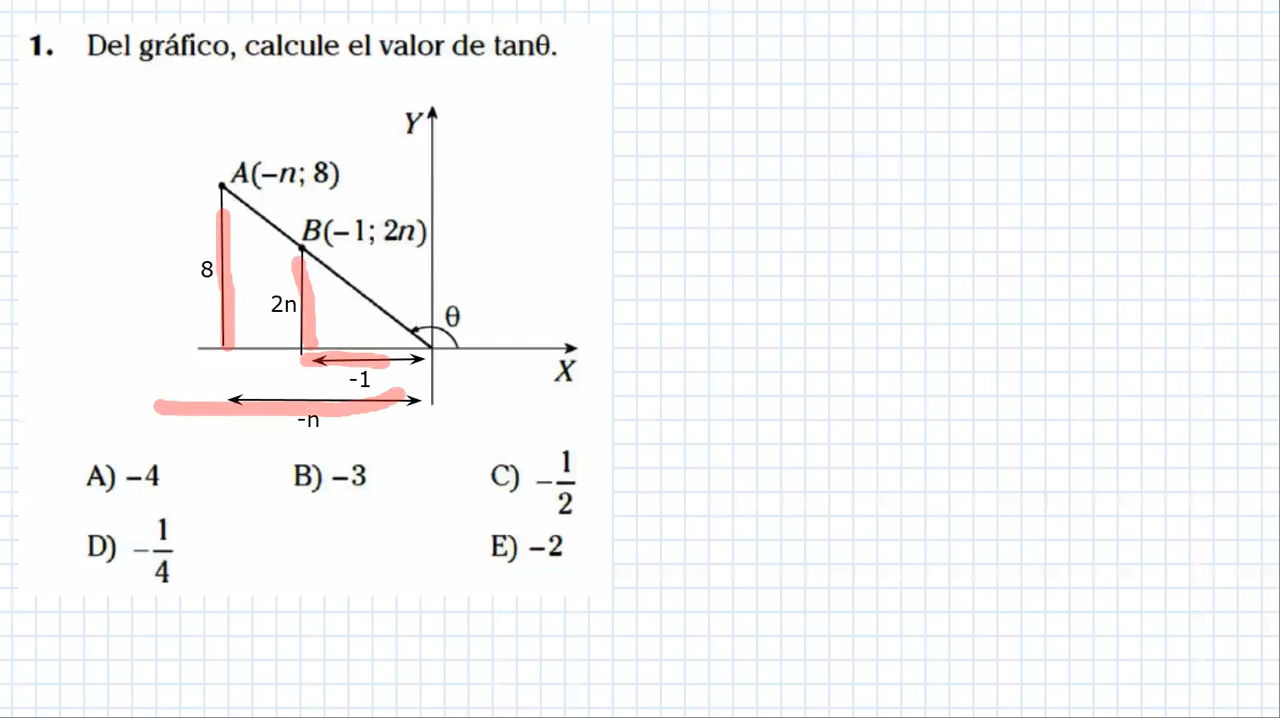 1. Del gráfico, calcule el valor de tanθ.
Y
A(−n; 8)
B(−1; 2n)
8
2n
θ
X
-1
-n
A) −4 B) −3 C) −1/2
D) −1/4 E) −2